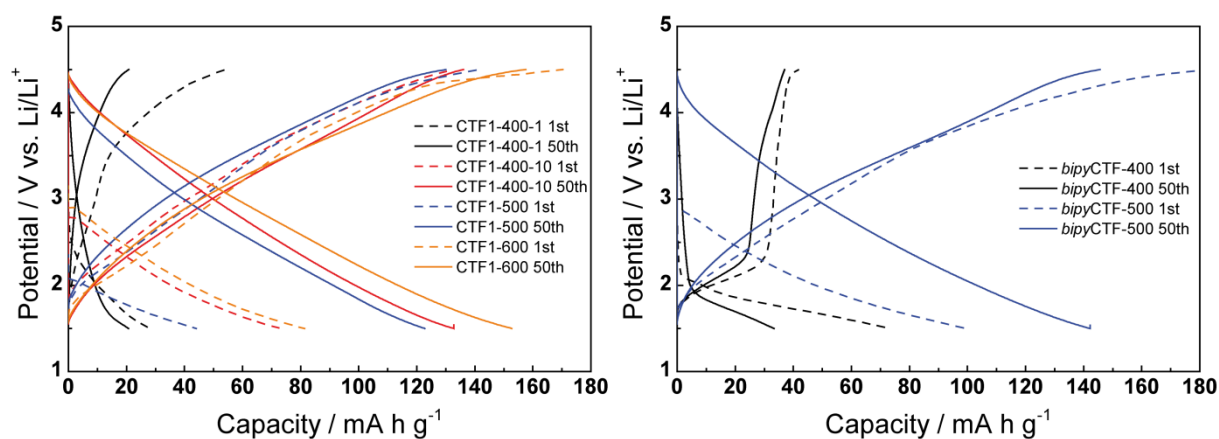 5
4
3
2
1
0 20 40 60 80 100 120 140 160 180
Potential / V vs. Li/Li⁺
Capacity / mA h g⁻¹
CTF1-400-1 1st
CTF1-400-1 50th
CTF1-400-10 1st
CTF1-400-10 50th
CTF1-500 1st
CTF1-500 50th
CTF1-600 1st
CTF1-600 50th
5
4
3
2
1
0 20 40 60 80 100 120 140 160 180
Potential / V vs. Li/Li⁺
Capacity / mA h g⁻¹
bipyCTF-400 1st
bipyCTF-400 50th
bipyCTF-500 1st
bipyCTF-500 50th